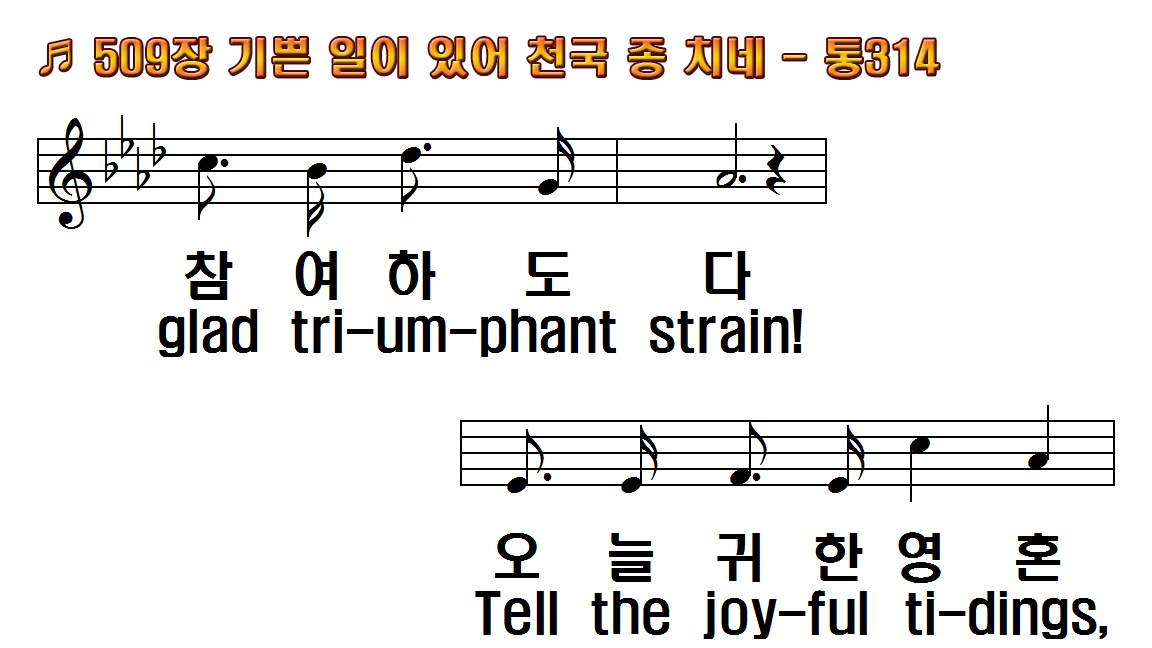 ♬ 509장 기쁜 일이 있어 천국 종 치네 - 통314
참 여 하 도 다
glad tri-um-phant strain!
오 늘 귀 한 영 혼
Tell the joy-ful ti-dings,